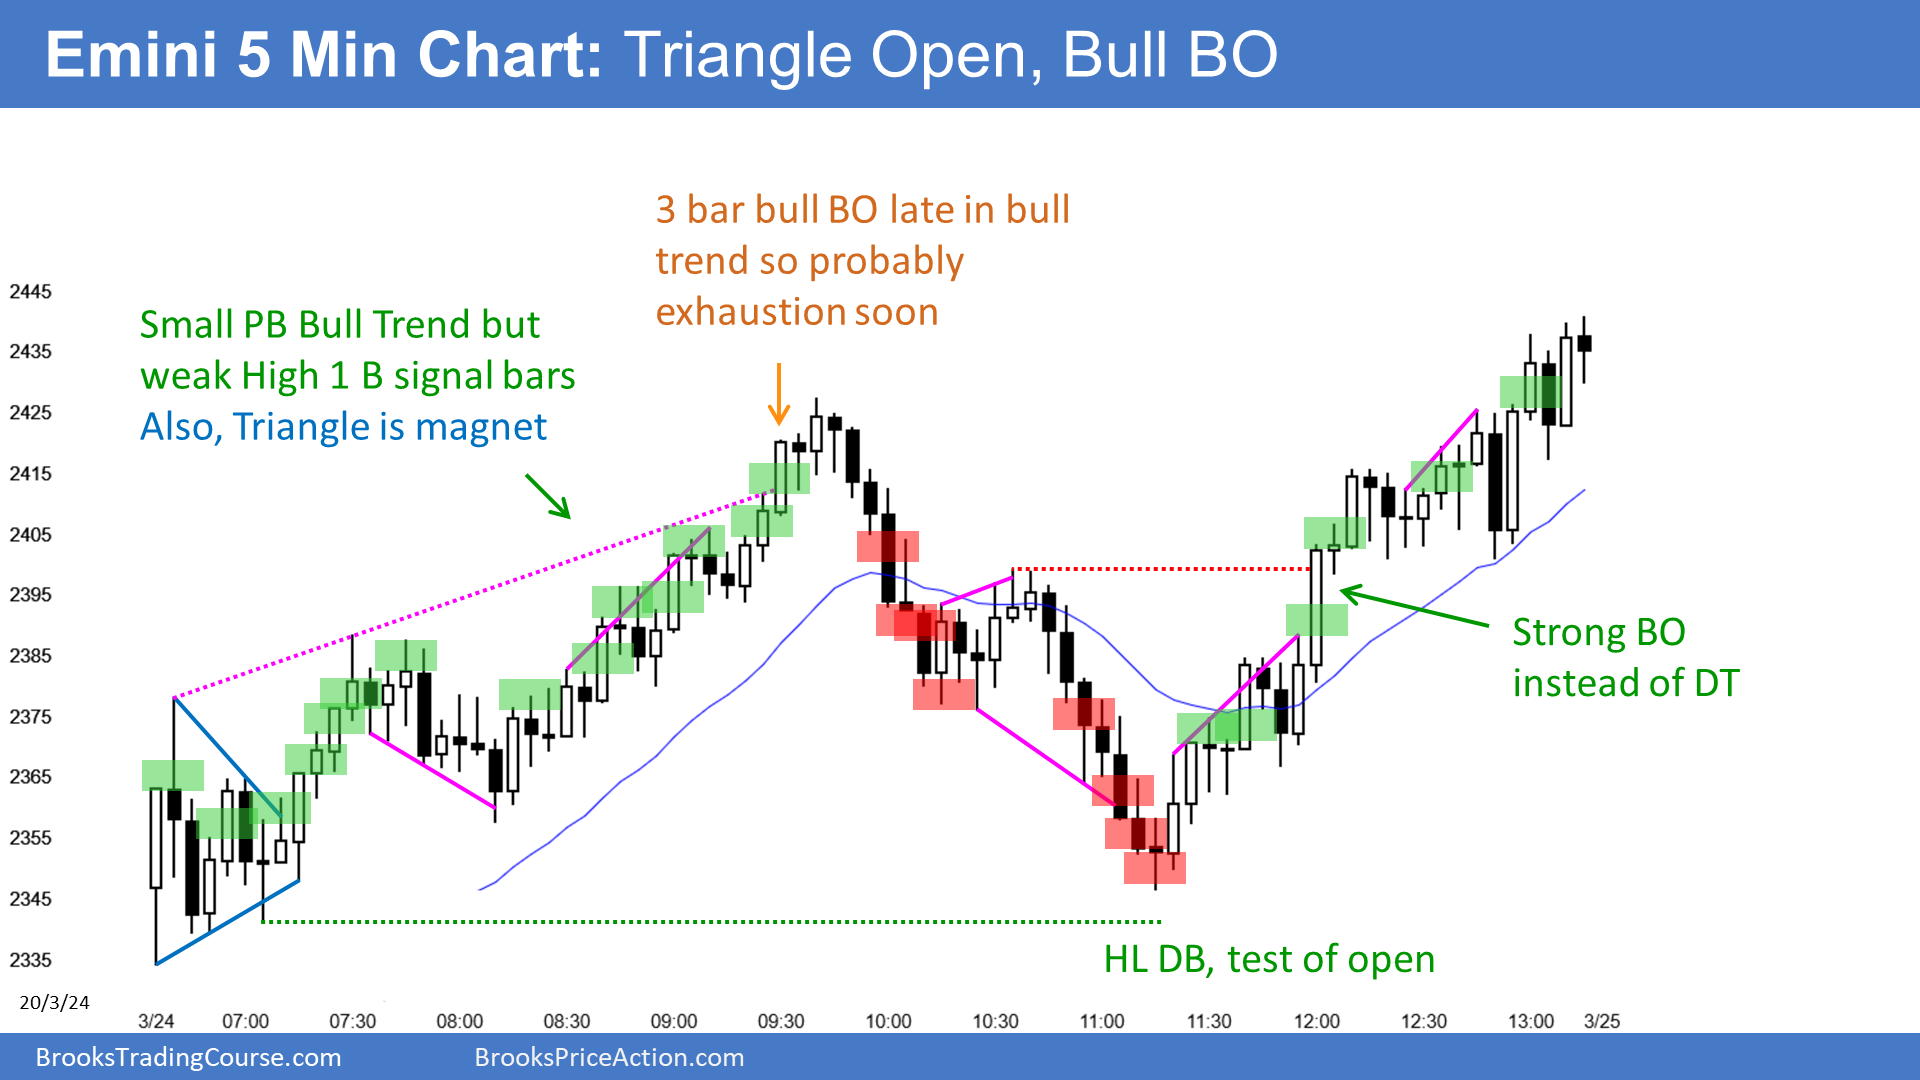 Emini 5 Min Chart: Triangle Open, Bull BO
3 bar bull BO late in bull
trend so probably
exhaustion soon
Small PB Bull Trend but
weak High 1 B signal bars
Also, Triangle is magnet
2445
2435
2425
2415
2405
2395
2385
2375
2365
2355
2345
2335
Strong BO
instead of DT
HL DB, test of open
20/3/24
3/24 07:00 07:30 08:00 08:30 09:00 09:30 10:00 10:30 11:00 11:30 12:00 12:30 13:00 3/25
BrooksTradingCourse.com BrooksPriceAction.com